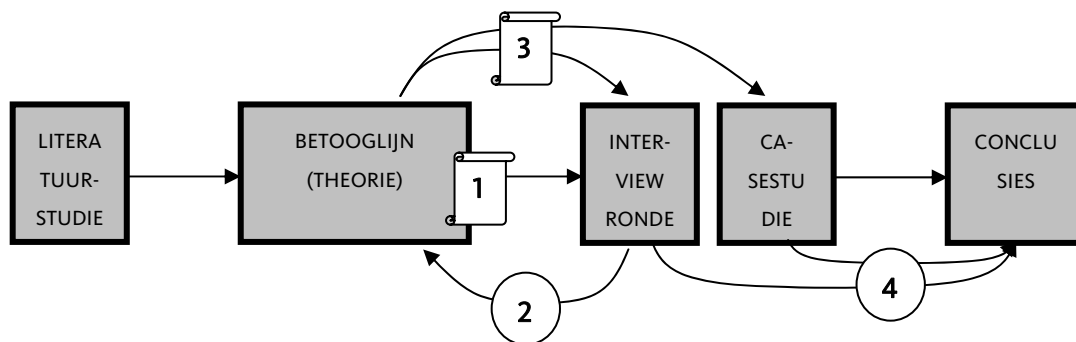 3
LITERA
TUUR-
STUDIE
BETOOGLIJN
(THEORIE)
1
INTER-
VIEW
RONDE
CA-
SESTU
DIE
CONCLU
SIES
2
4